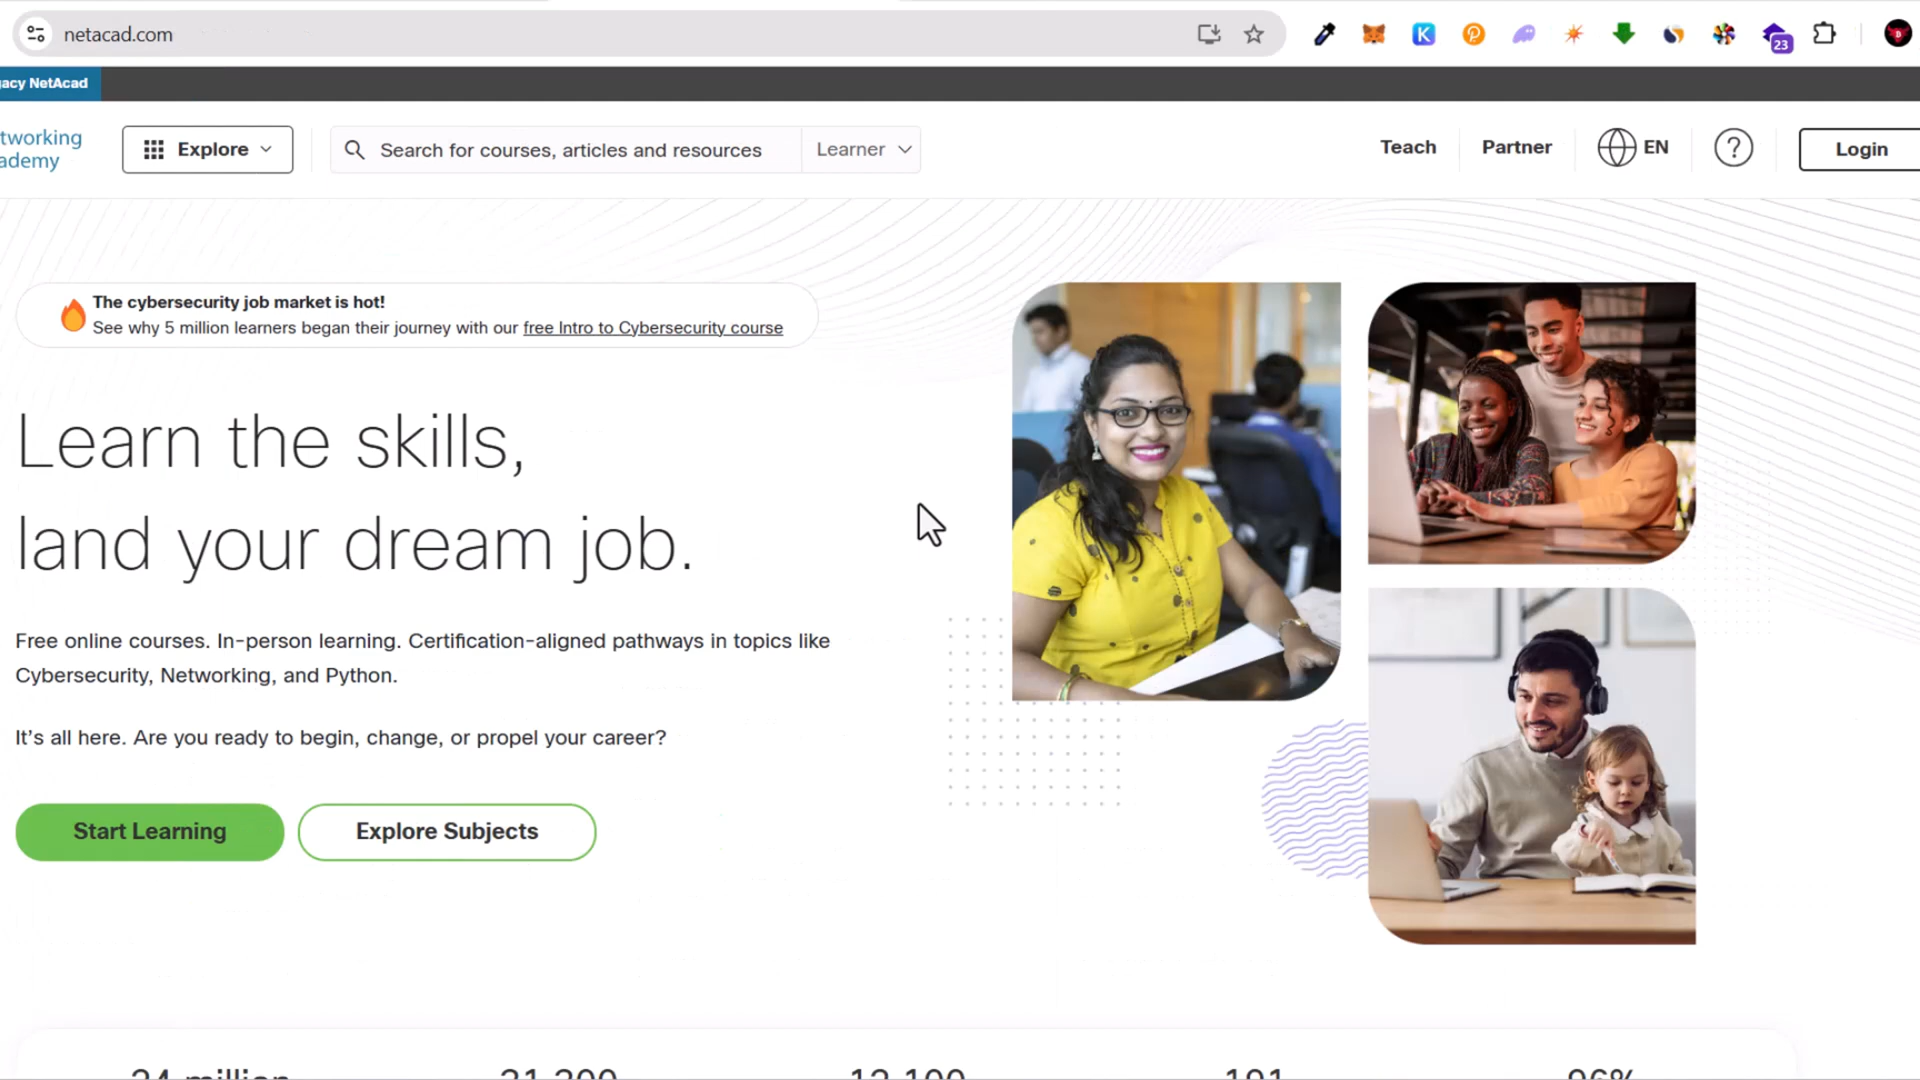 netacad.com
23
acy NetAcad
tworking
ademy
Explore
Search for courses, articles and resources
Learner
Teach
Partner
EN
?
Login
The cybersecurity job market is hot!
See why 5 million learners began their journey with our free Intro to Cybersecurity course
Learn the skills,
land your dream job.
Free online courses. In-person learning. Certification-aligned pathways in topics like
Cybersecurity, Networking, and Python.
It's all here. Are you ready to begin, change, or propel your career?
Start Learning
Explore Subjects
24 million